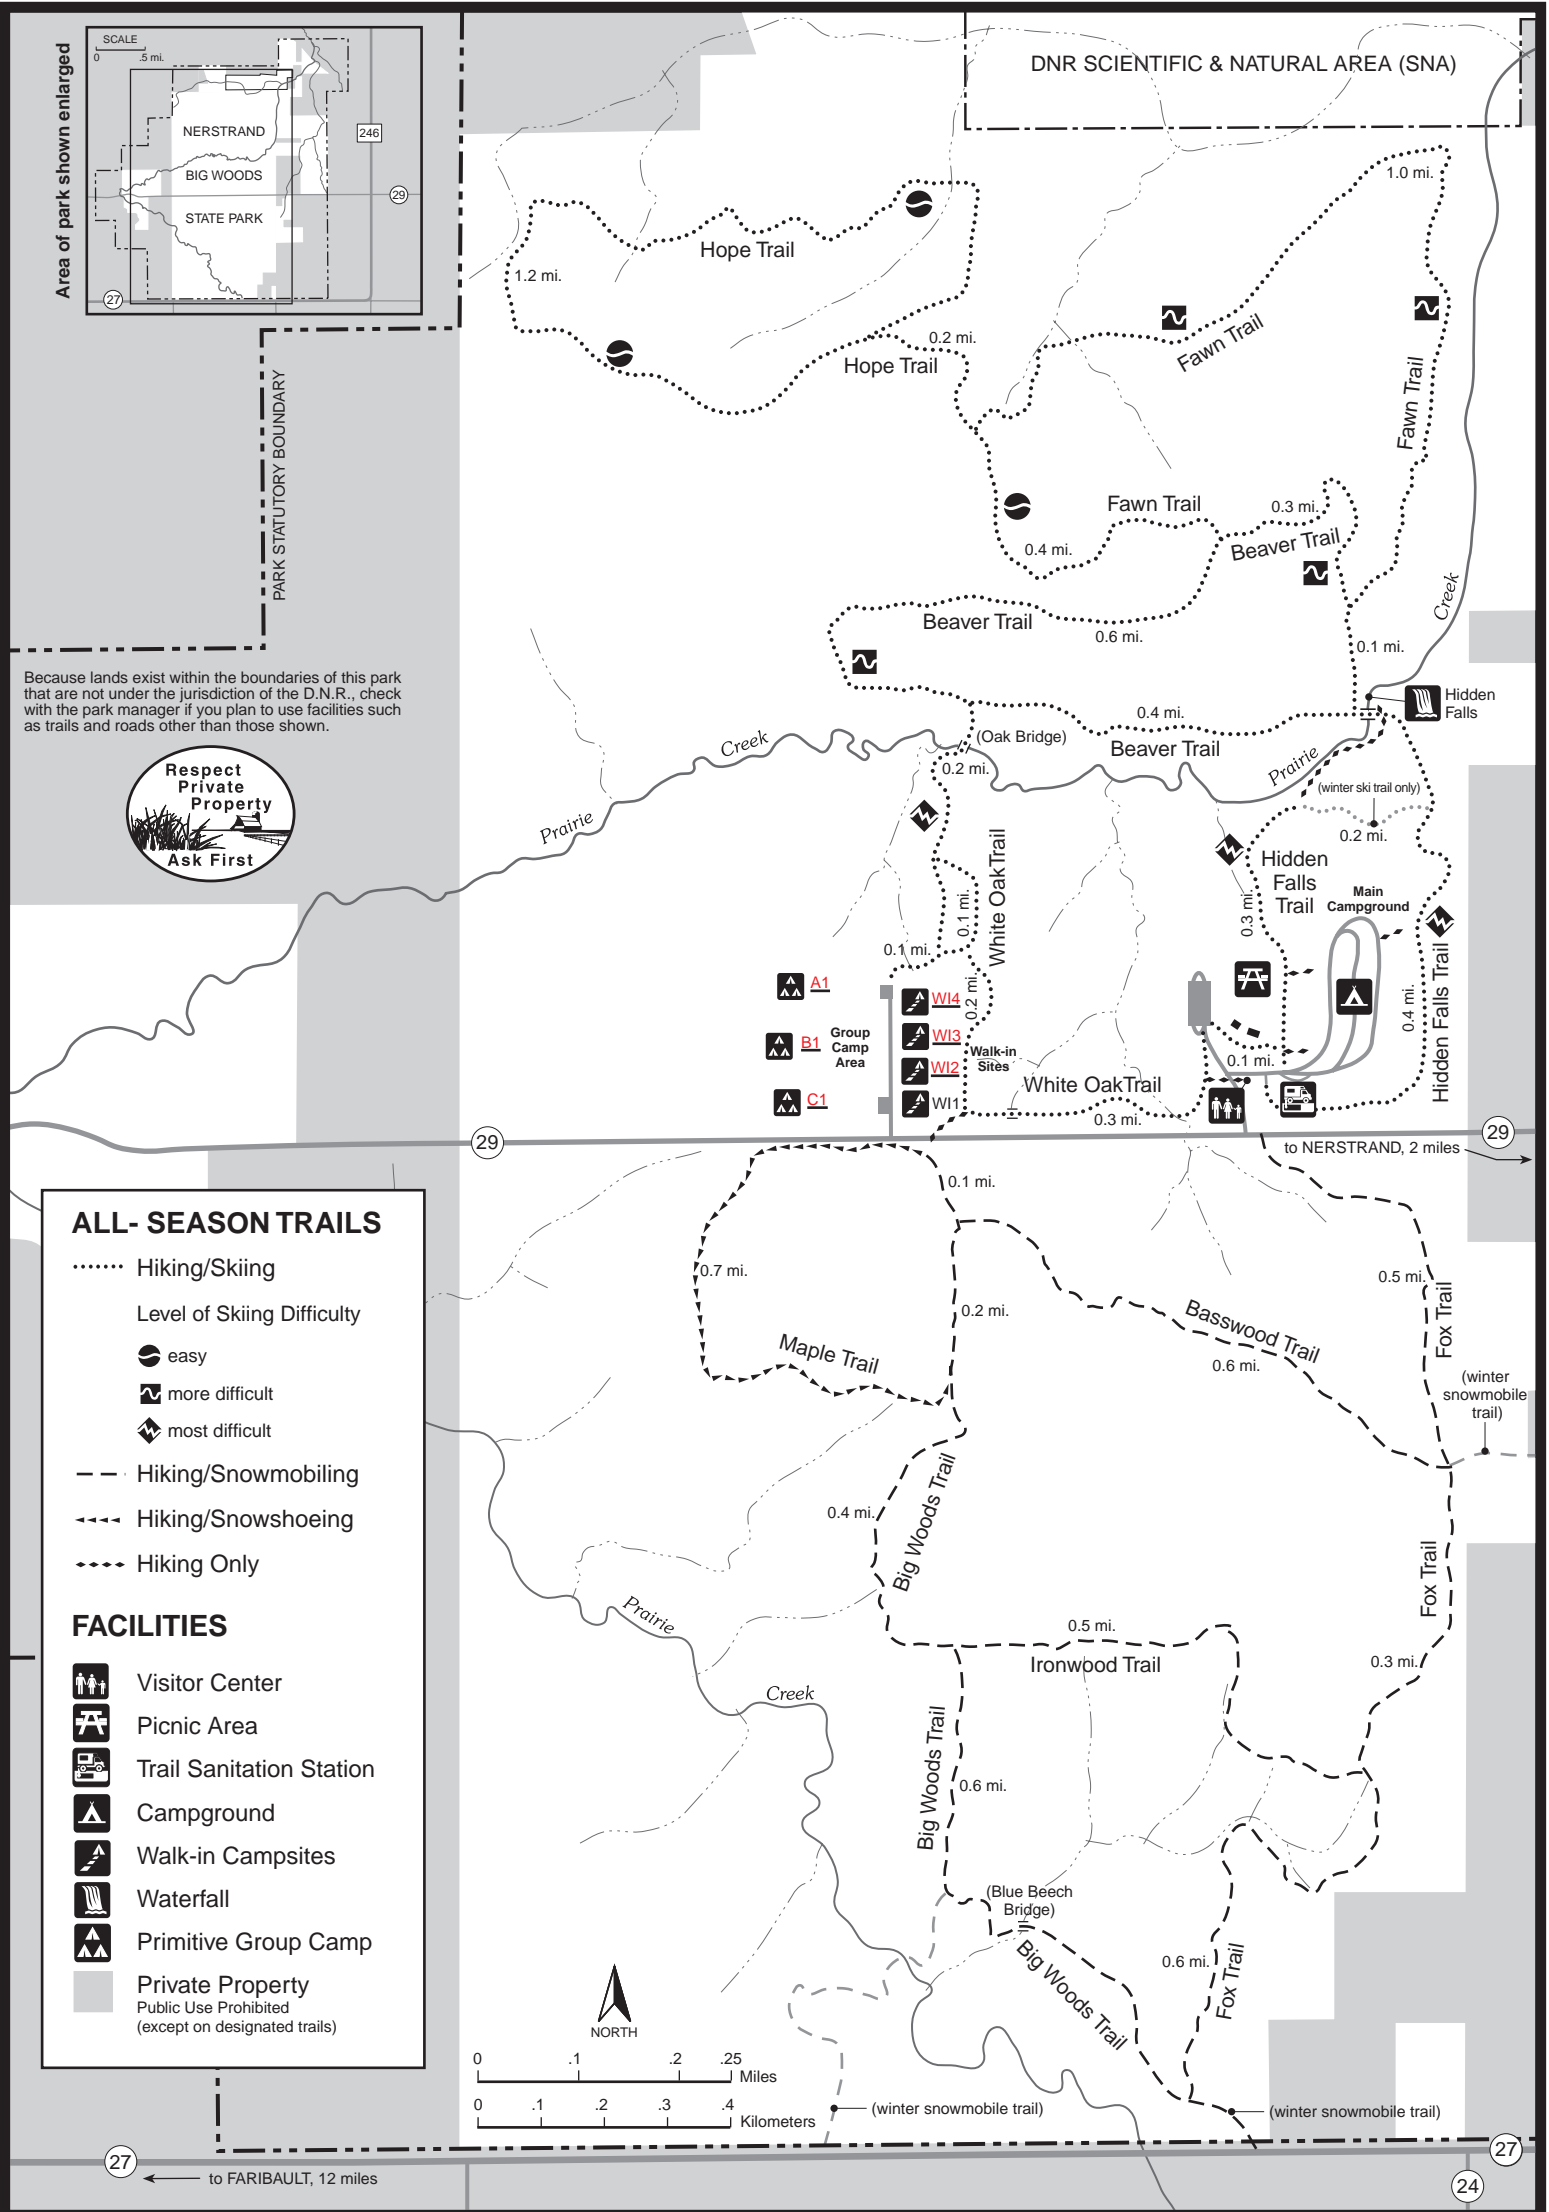 Area of park shown enlarged
SCALE
0 .5 mi.
NERSTRAND
BIG WOODS
STATE PARK
246
29
27
DNR SCIENTIFIC & NATURAL AREA (SNA)
PARK STATUTORY BOUNDARY
1.0 mi.
Hope Trail
1.2 mi.
0.2 mi.
Hope Trail
Fawn Trail
Fawn Trail
Fawn Trail
0.3 mi.
0.4 mi.
Beaver Trail
Creek
Beaver Trail
0.6 mi.
0.1 mi.
Because lands exist within the boundaries of this park
that are not under the jurisdiction of the D.N.R., check
with the park manager if you plan to use facilities such
as trails and roads other than those shown.
Hidden
Falls
0.4 mi.
(Oak Bridge)
Beaver Trail
Creek
0.2 mi.
Prairie
Respect
Private
Property
Ask First
Prairie
(winter ski trail only)
0.2 mi.
White OakTrail
Hidden
Falls
Trail
Main
Campground
0.1 mi.
0.3 mi.
0.1 mi.
Hidden Falls Trail
A1
WI4
0.2 mi.
0.4 mi.
B1
Group
Camp
Area
WI3
Walk-in
Sites
WI2
0.1 mi.
White OakTrail
C1
WI1
0.3 mi.
29
29
to NERSTRAND, 2 miles
0.1 mi.
0.7 mi.
0.5 mi.
Fox Trail
0.2 mi.
Basswood Trail
0.6 mi.
Maple Trail
(winter
snowmobile
trail)
Big Woods Trail
0.4 mi.
Fox Trail
Prairie
0.5 mi.
Ironwood Trail
0.3 mi.
Creek
Big Woods Trail
0.6 mi.
(Blue Beech
Bridge)
Big Woods Trail
0.6 mi.
Fox Trail
ALL- SEASON TRAILS
Hiking/Skiing
Level of Skiing Difficulty
easy
more difficult
most difficult
Hiking/Snowmobiling
Hiking/Snowshoeing
Hiking Only
FACILITIES
Visitor Center
Picnic Area
Trail Sanitation Station
Campground
Walk-in Campsites
Waterfall
Primitive Group Camp
Private Property
Public Use Prohibited
(except on designated trails)
NORTH
0 .1 .2 .25
Miles
0 .1 .2 .3 .4
Kilometers
(winter snowmobile trail)
(winter snowmobile trail)
27
to FARIBAULT, 12 miles
27
24